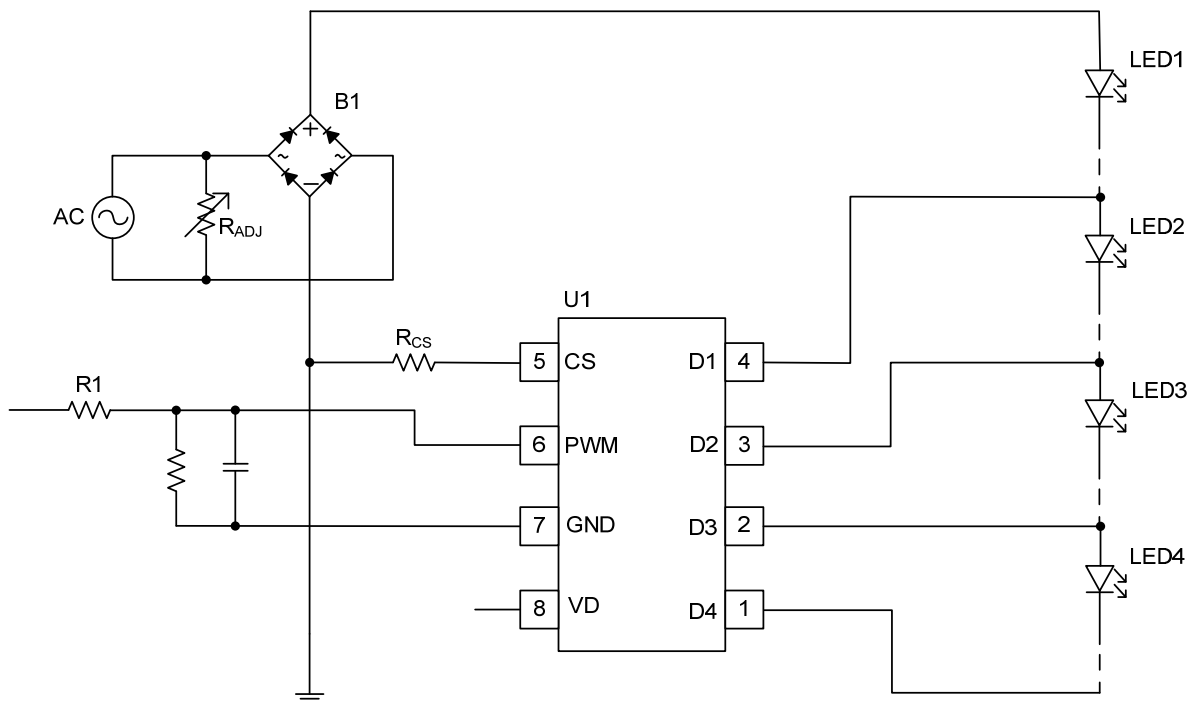 LED1
B1
+
~ ~
−
AC
RADJ
LED2
U1
RCS
5 CS D1 4
R1
LED3
6 PWM D2 3
7 GND D3 2
LED4
8 VD D4 1